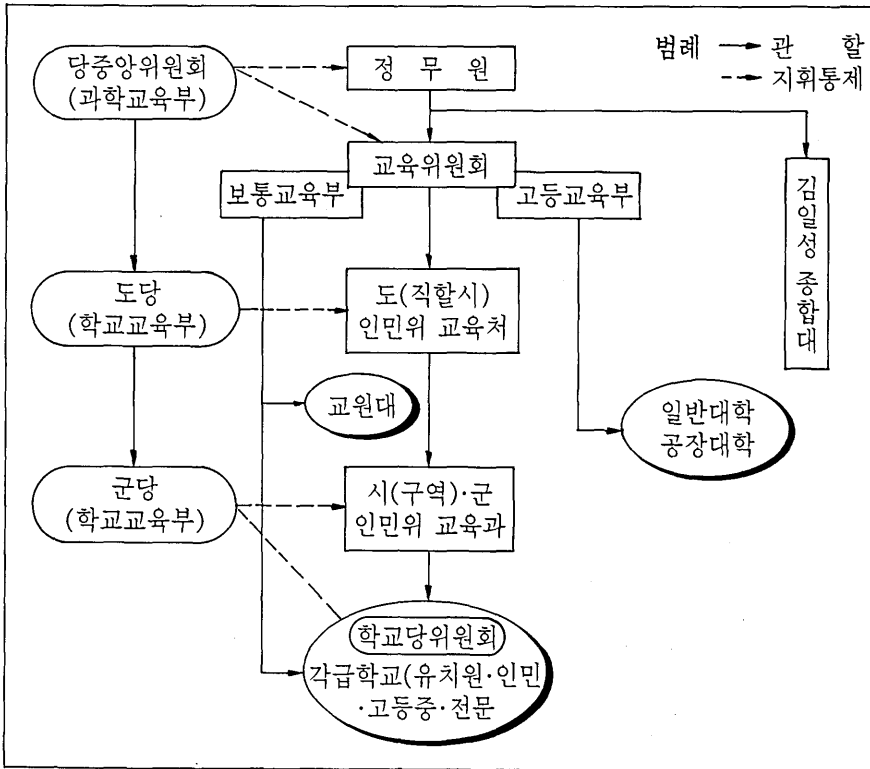 범례 → 관 할
--→ 지휘통제
당중앙위원회
(과학교육부)
정 무 원
교육위원회
보통교육부
고등교육부
김일성 종합대
도당
(학교교육부)
도(직할시)
인민위 교육처
교원대
일반대학
공장대학
군당
(학교교육부)
시(구역)·군
인민위 교육과
학교당위원회
각급학교(유치원·인민
·고등중·전문